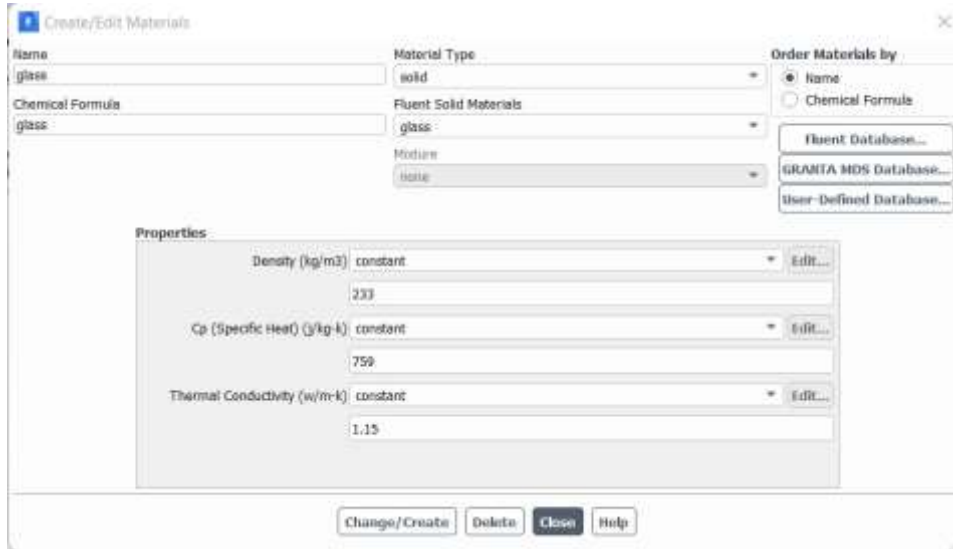 Create/Edit Materials
Name
glass
Material Type
solid
Order Materials by
Name
Chemical Formula
Chemical Formula
glass
Fluent Solid Materials
glass
Mixture
none
Fluent Database...
GRANTA MDS Database...
User-Defined Database...
Properties
Density (kg/m3) constant Edit...
233
Cp (Specific Heat) (j/kg-k) constant Edit...
759
Thermal Conductivity (w/m-k) constant Edit...
1.15
Change/Create Delete Close Help